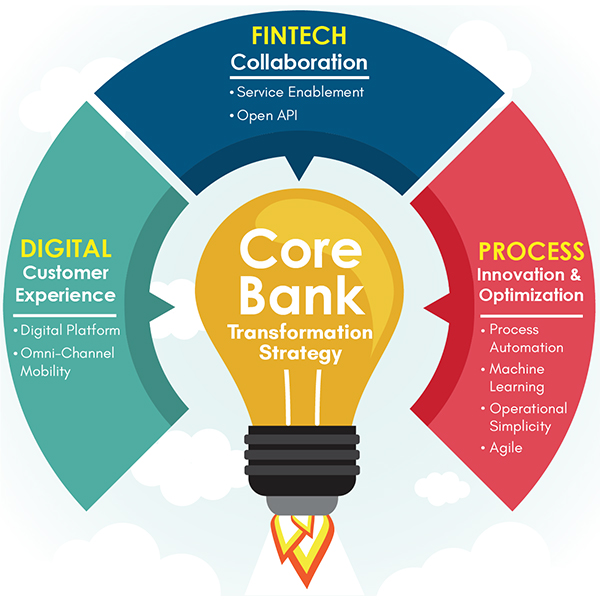 FINTECH
Collaboration
• Service Enablement
• Open API
DIGITAL
Customer
Experience
• Digital Platform
• Omni-Channel
Mobility
Core
Bank
Transformation
Strategy
PROCESS
Innovation &
Optimization
• Process
Automation
• Machine
Learning
• Operational
Simplicity
• Agile